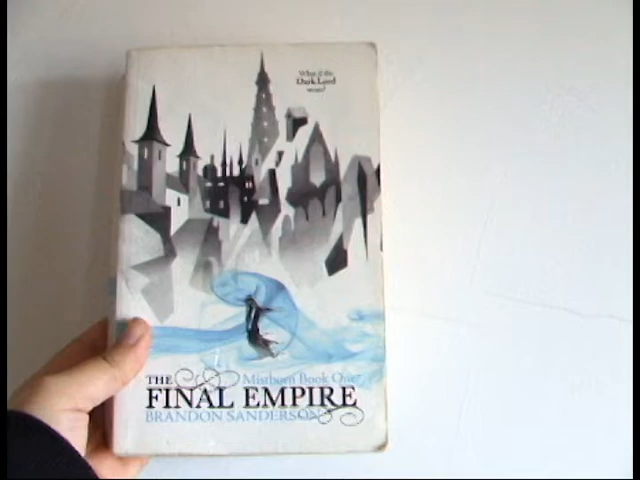 What if the
Dark Lord
won?
THE
Mistborn Book One
FINAL EMPIRE
BRANDON SANDERSON